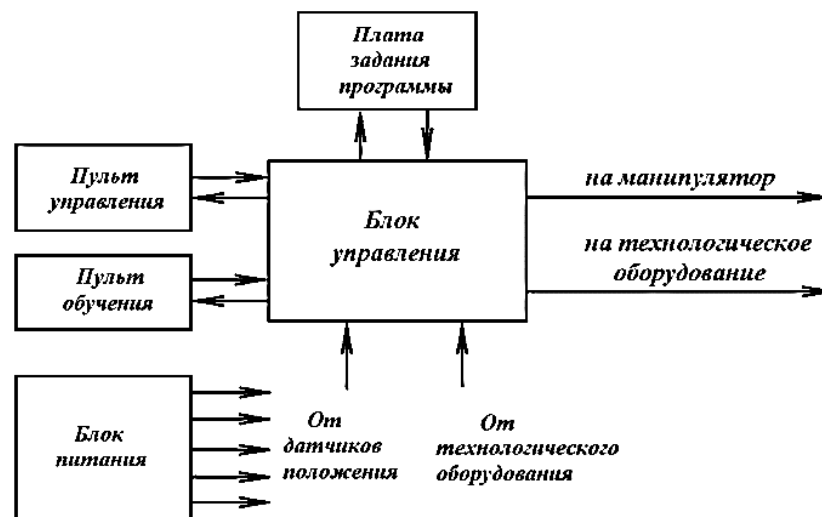 Плата
задания
программы
Пульт
управления
Блок
управления
на манипулятор
на технологическое
оборудование
Пульт
обучения
Блок
питания
От
датчиков
положения
От
технологического
оборудования